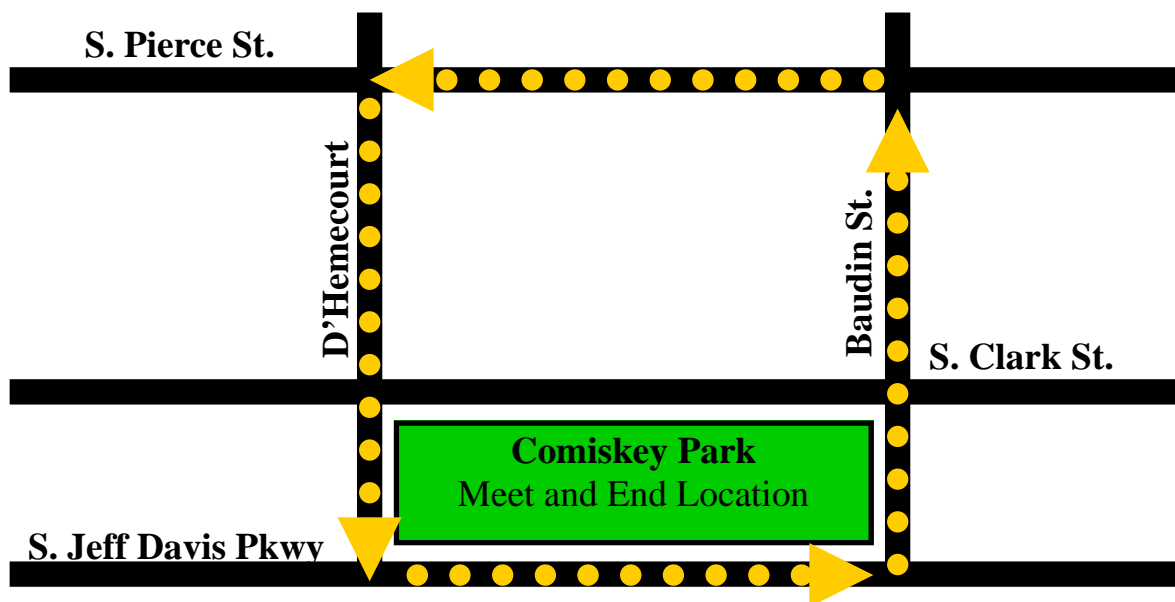 S. Pierce St.
D’Hemecourt
Baudin St.
S. Clark St.
Comiskey Park
Meet and End Location
S. Jeff Davis Pkwy